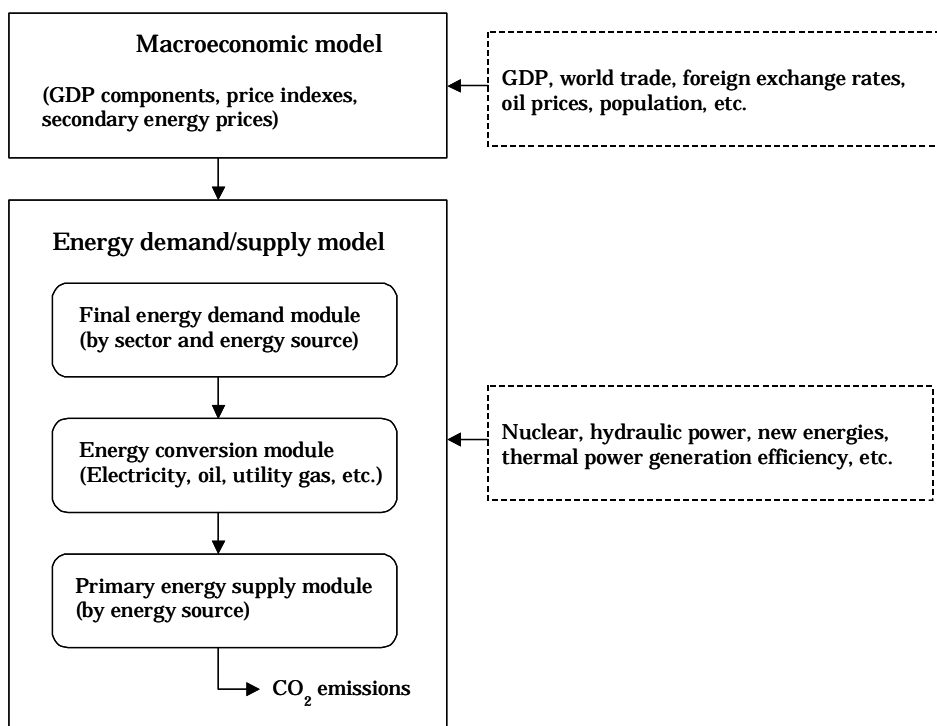 Macroeconomic model
(GDP components, price indexes,
secondary energy prices)
GDP, world trade, foreign exchange rates,
oil prices, population, etc.
Energy demand/supply model
Final energy demand module
(by sector and energy source)
Energy conversion module
(Electricity, oil, utility gas, etc.)
Nuclear, hydraulic power, new energies,
thermal power generation efficiency, etc.
Primary energy supply module
(by energy source)
CO2 emissions